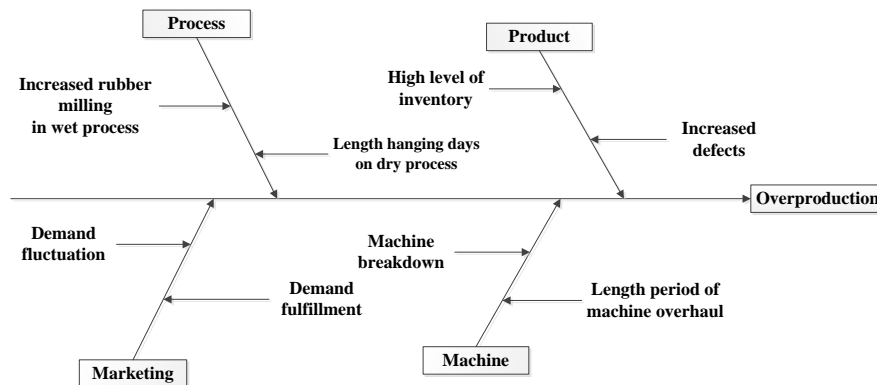 Process
Product
Increased rubber
milling
in wet process
High level of
inventory
Length hanging days
on dry process
Increased
defects
Overproduction
Demand
fluctuation
Demand
fulfillment
Machine
breakdown
Length period of
machine overhaul
Marketing
Machine